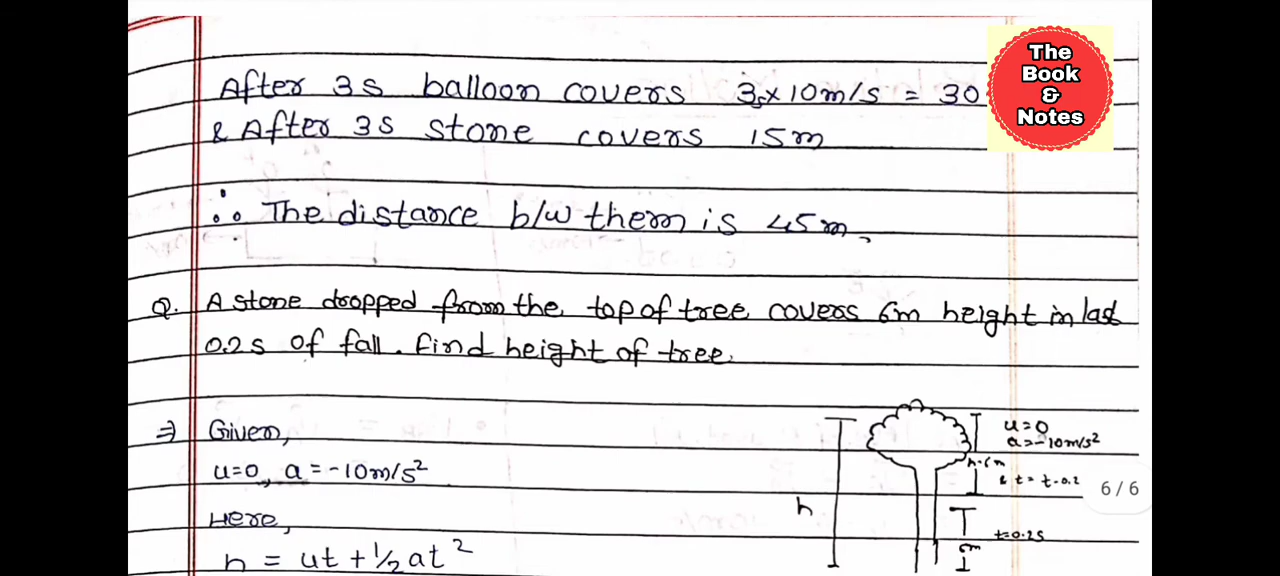 After 3s balloon covers 3s × 10m/s = 30
& After 3s stone covers 15m
∴ The distance b/w them is 45m.
Q. A stone dropped from the top of tree covers 6m height in last
0.2s of fall. Find height of tree.
⇒ Given,
u=0, a = -10m/s²
Here,
h = ut + ½ at²
u=0
a=-10m/s²
h-6m
& t = t-0.2
h
t=0.2s
6m
The
Book
&
Notes
6 / 6